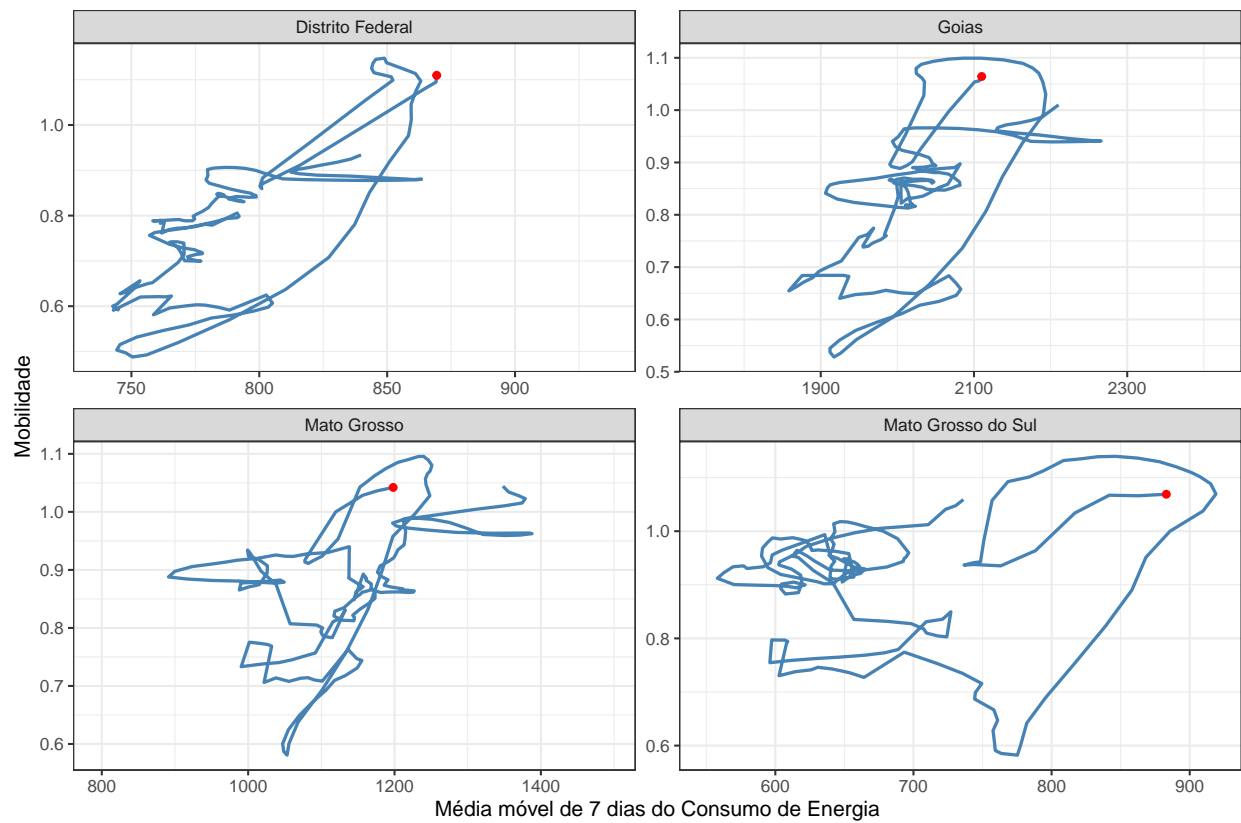 Distrito Federal
Goias
1.0
0.8
0.6
750 800 850 900
1.1
1.0
0.9
0.8
0.7
0.6
0.5
1900 2100 2300
Mobilidade
Mato Grosso
Mato Grosso do Sul
1.1
1.0
0.9
0.8
0.7
0.6
800 1000 1200 1400
1.0
0.8
0.6
600 700 800 900
Média móvel de 7 dias do Consumo de Energia